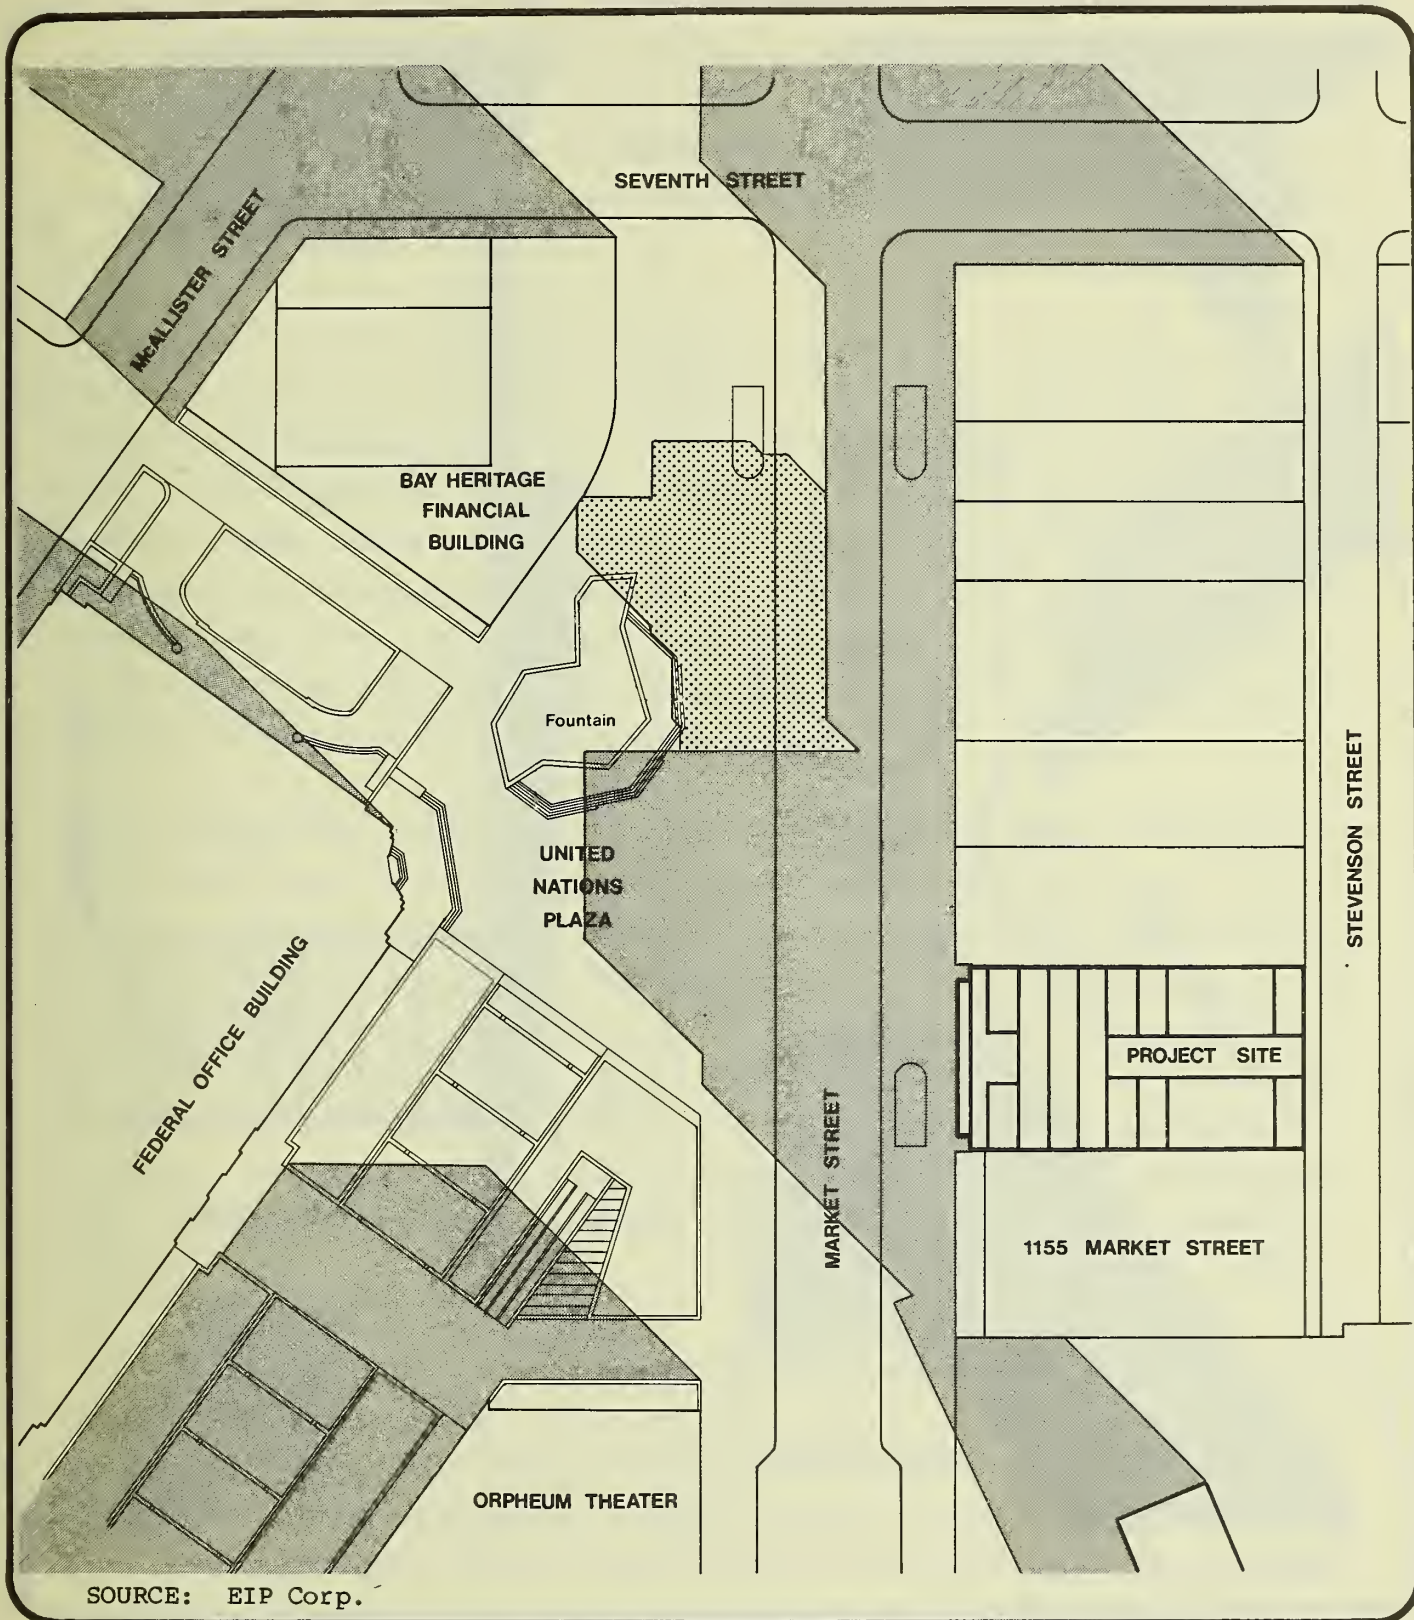 SEVENTH STREET
McALLISTER STREET
BAY HERITAGE
FINANCIAL
BUILDING
Fountain
UNITED
NATIONS
PLAZA
STEVENSON STREET
FEDERAL OFFICE BUILDING
PROJECT SITE
MARKET STREET
1155 MARKET STREET
ORPHEUM THEATER
SOURCE: EIP Corp.